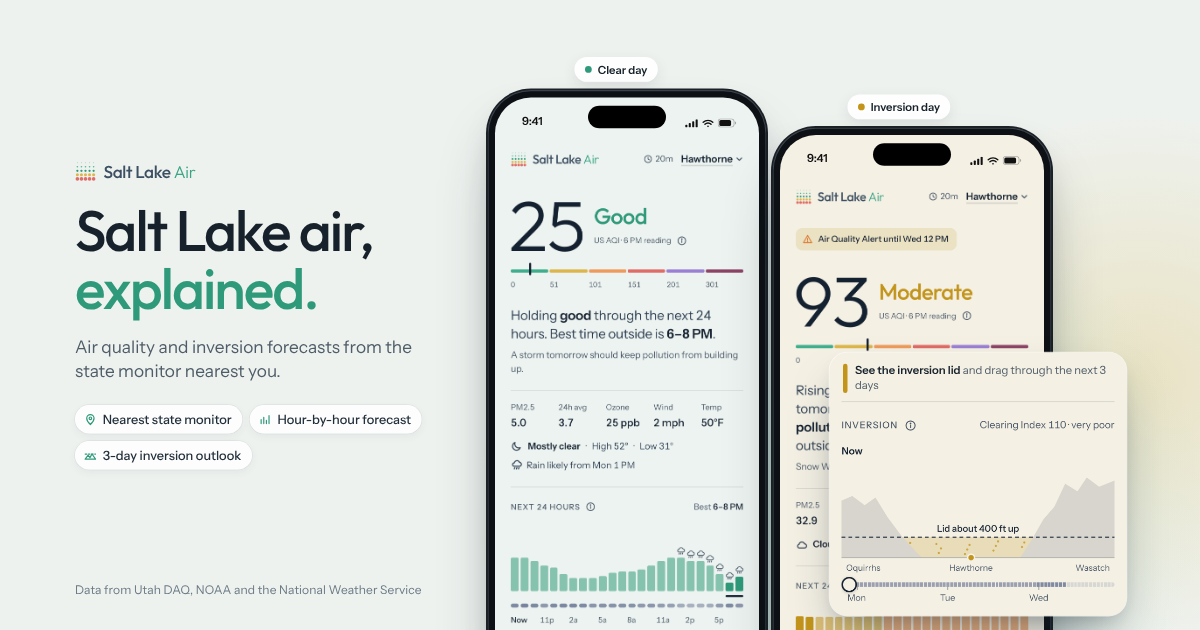 Salt Lake Air
Salt Lake air,
explained.
Air quality and inversion forecasts from the
state monitor nearest you.
Nearest state monitor
Hour-by-hour forecast
3-day inversion outlook
Data from Utah DAQ, NOAA and the National Weather Service
Clear day
9:41
Salt Lake Air
20m
Hawthorne
25
Good
US AQI · 6 PM reading
0 51 101 151 201 301
Holding good through the next 24
hours. Best time outside is 6–8 PM.
A storm tomorrow should keep pollution from building
up.
PM2.5 24h avg Ozone Wind Temp
5.0 3.7 25 ppb 2 mph 50°F
Mostly clear · High 52° · Low 31°
Rain likely from Mon 1 PM
NEXT 24 HOURS
Best 6–8 PM
Now 11p 2a 5a 8a 11a 2p 5p
Inversion day
9:41
Salt Lake Air
20m
Hawthorne
Air Quality Alert until Wed 12 PM
93
Moderate
US AQI · 6 PM reading
0
Rising
PM2.5
32.9
See the inversion lid and drag through the next 3
days
INVERSION
Clearing Index 110 · very poor
Now
Lid about 400 ft up
Oquirrhs Hawthorne Wasatch
Mon Tue Wed